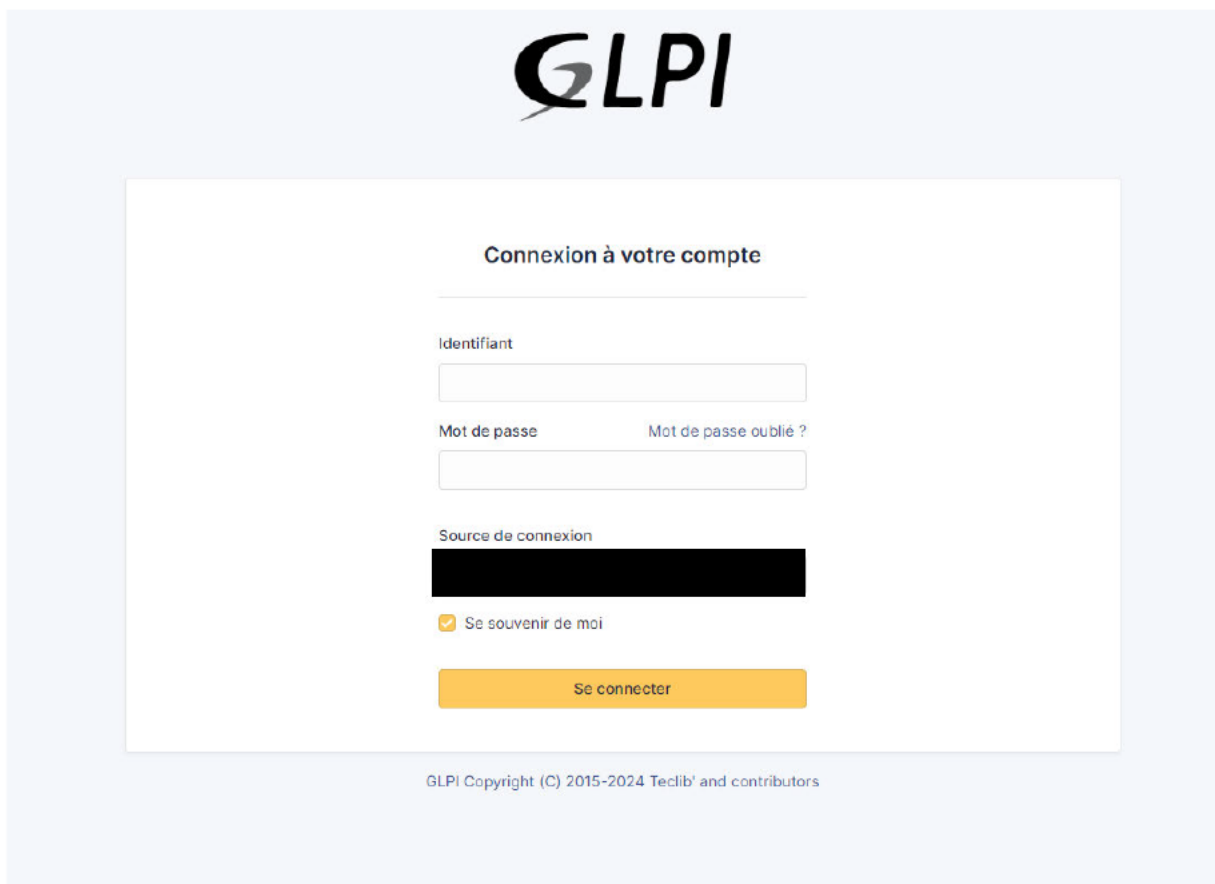 GLPI
Connexion à votre compte
Identifiant
Mot de passe
Mot de passe oublié ?
Source de connexion
Se souvenir de moi
Se connecter
GLPI Copyright (C) 2015-2024 Teclib' and contributors